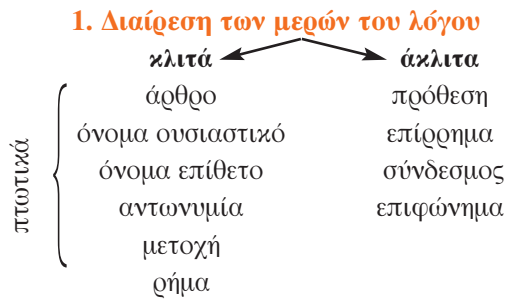 1. Διαίρεση των μερών του λόγου
κλιτά άκλιτα
άρθρο πρόθεση
όνομα ουσιαστικό επίρρημα
όνομα επίθετο σύνδεσμος
αντωνυμία επιφώνημα
μετοχή
ρήμα
πτωτικά